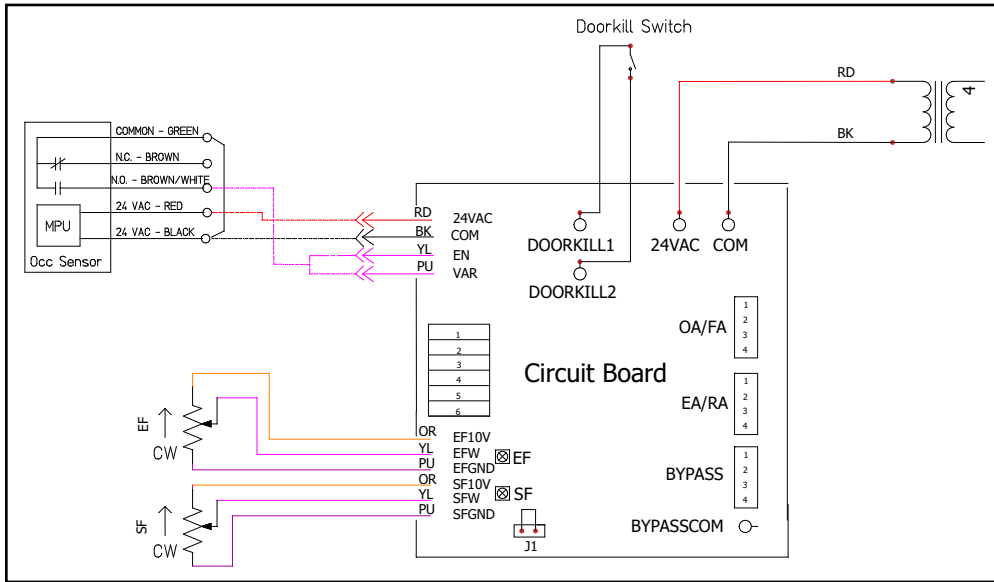 Doorkill Switch
RD
4
BK
COMMON - GREEN
N.C. - BROWN
N.O. - BROWN/WHITE
24 VAC - RED
MPU
24 VAC - BLACK
Occ Sensor
RD 24VAC
BK COM
YL EN
PU VAR
DOORKILL1
24VAC COM
DOORKILL2
OA/FA
1
2
3
4
1
2
3
4
5
6
Circuit Board
EA/RA
1
2
3
4
EF
CW
OR EF10V
YL EFW
PU EFGND
EF
OR SF10V
YL SFW
PU SFGND
SF
SF
CW
J1
BYPASS
1
2
3
4
BYPASSCOM